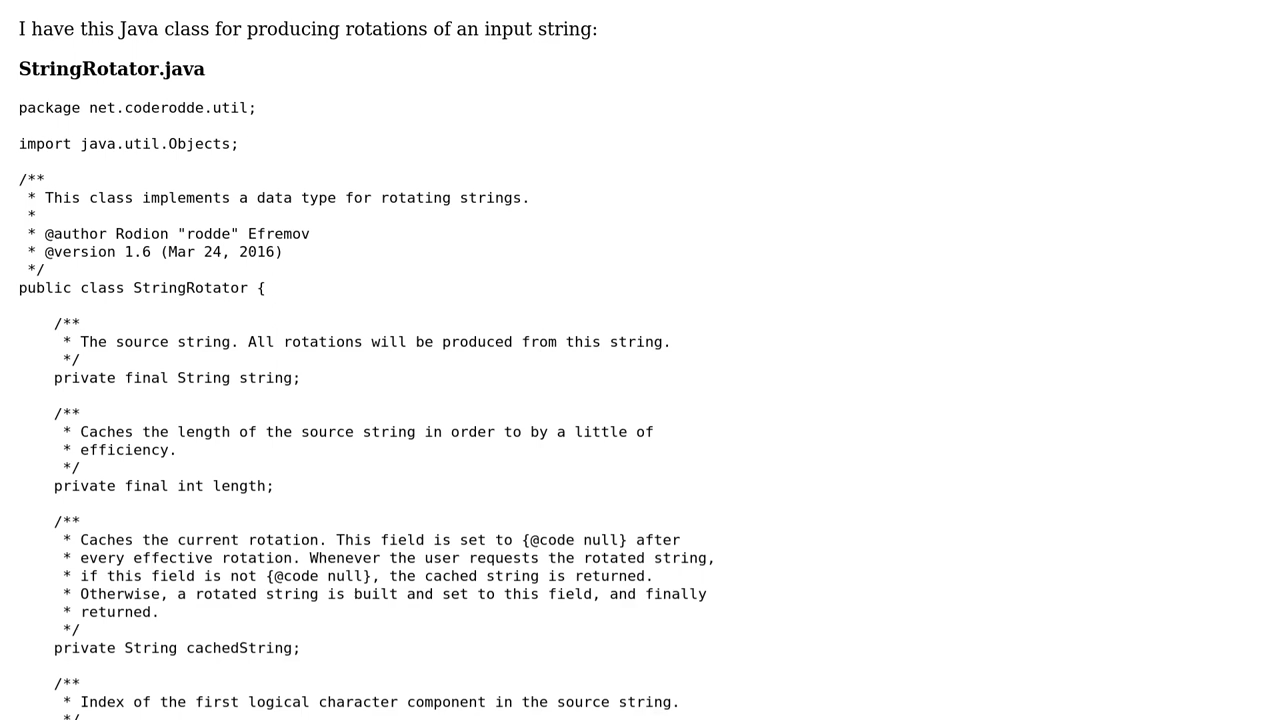 I have this Java class for producing rotations of an input string:
StringRotator.java
package net.coderodde.util;
import java.util.Objects;
/**
 * This class implements a data type for rotating strings.
 *
 * @author Rodion "rodde" Efremov
 * @version 1.6 (Mar 24, 2016)
 */
public class StringRotator {
    /**
     * The source string. All rotations will be produced from this string.
     */
    private final String string;
    /**
     * Caches the length of the source string in order to by a little of
     * efficiency.
     */
    private final int length;
    /**
     * Caches the current rotation. This field is set to {@code null} after
     * every effective rotation. Whenever the user requests the rotated string,
     * if this field is not {@code null}, the cached string is returned.
     * Otherwise, a rotated string is built and set to this field, and finally
     * returned.
     */
    private String cachedString;
    /**
     * Index of the first logical character component in the source string.
     */